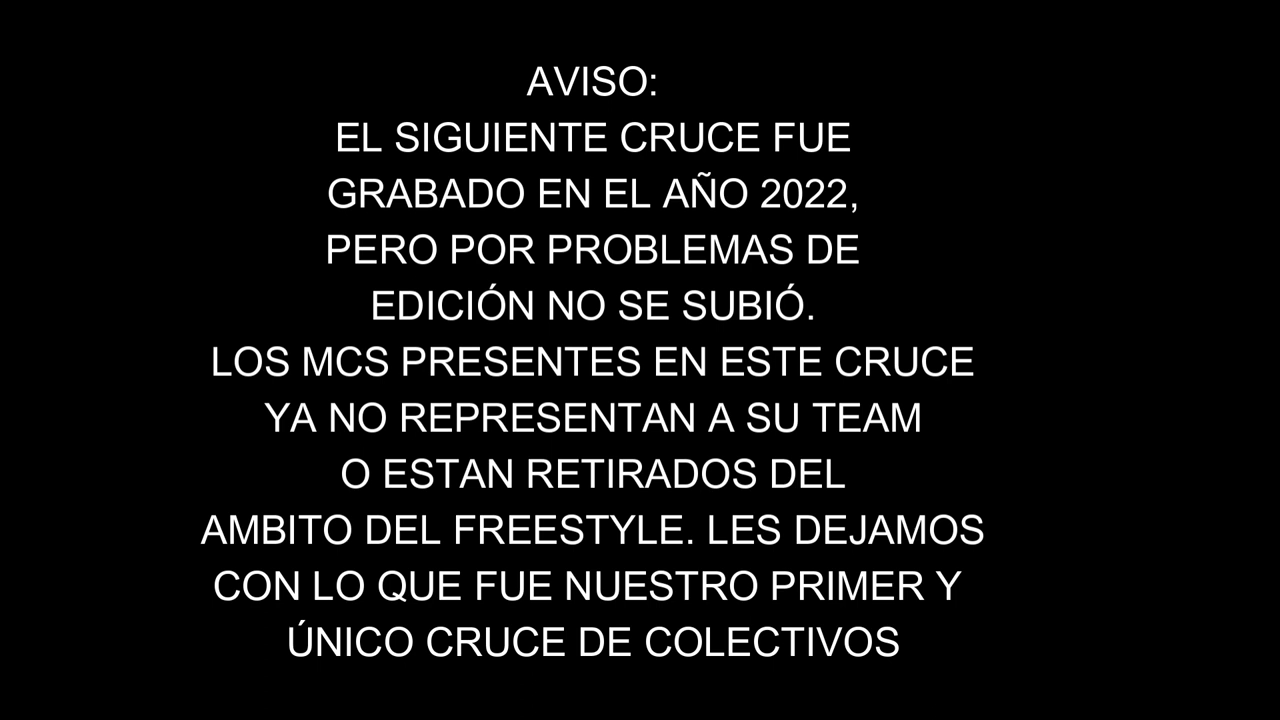 AVISO:
EL SIGUIENTE CRUCE FUE
GRABADO EN EL AÑO 2022,
PERO POR PROBLEMAS DE
EDICIÓN NO SE SUBIÓ.
LOS MCS PRESENTES EN ESTE CRUCE
YA NO REPRESENTAN A SU TEAM
O ESTAN RETIRADOS DEL
AMBITO DEL FREESTYLE. LES DEJAMOS
CON LO QUE FUE NUESTRO PRIMER Y
ÚNICO CRUCE DE COLECTIVOS